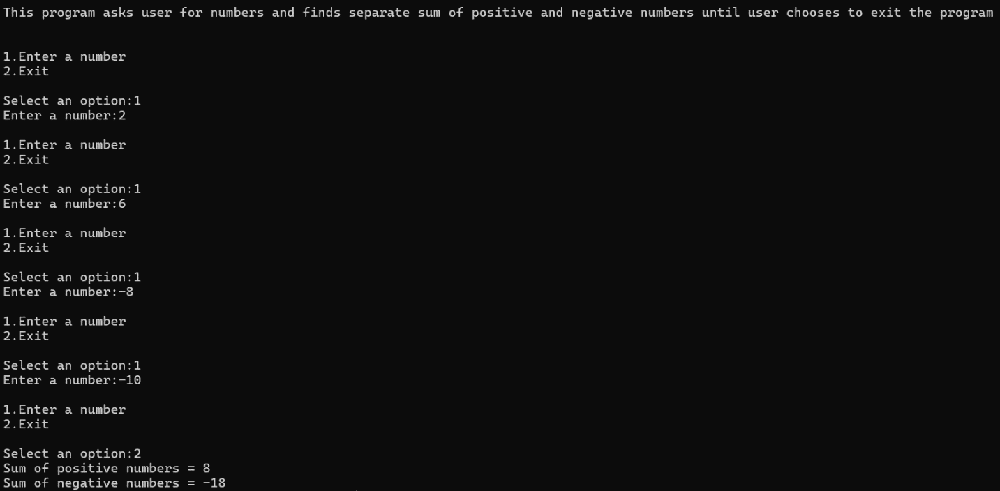 This program asks user for numbers and finds separate sum of positive and negative numbers until user chooses to exit the program
1.Enter a number
2.Exit
Select an option:1
Enter a number:2
1.Enter a number
2.Exit
Select an option:1
Enter a number:6
1.Enter a number
2.Exit
Select an option:1
Enter a number:-8
1.Enter a number
2.Exit
Select an option:1
Enter a number:-10
1.Enter a number
2.Exit
Select an option:2
Sum of positive numbers = 8
Sum of negative numbers = -18